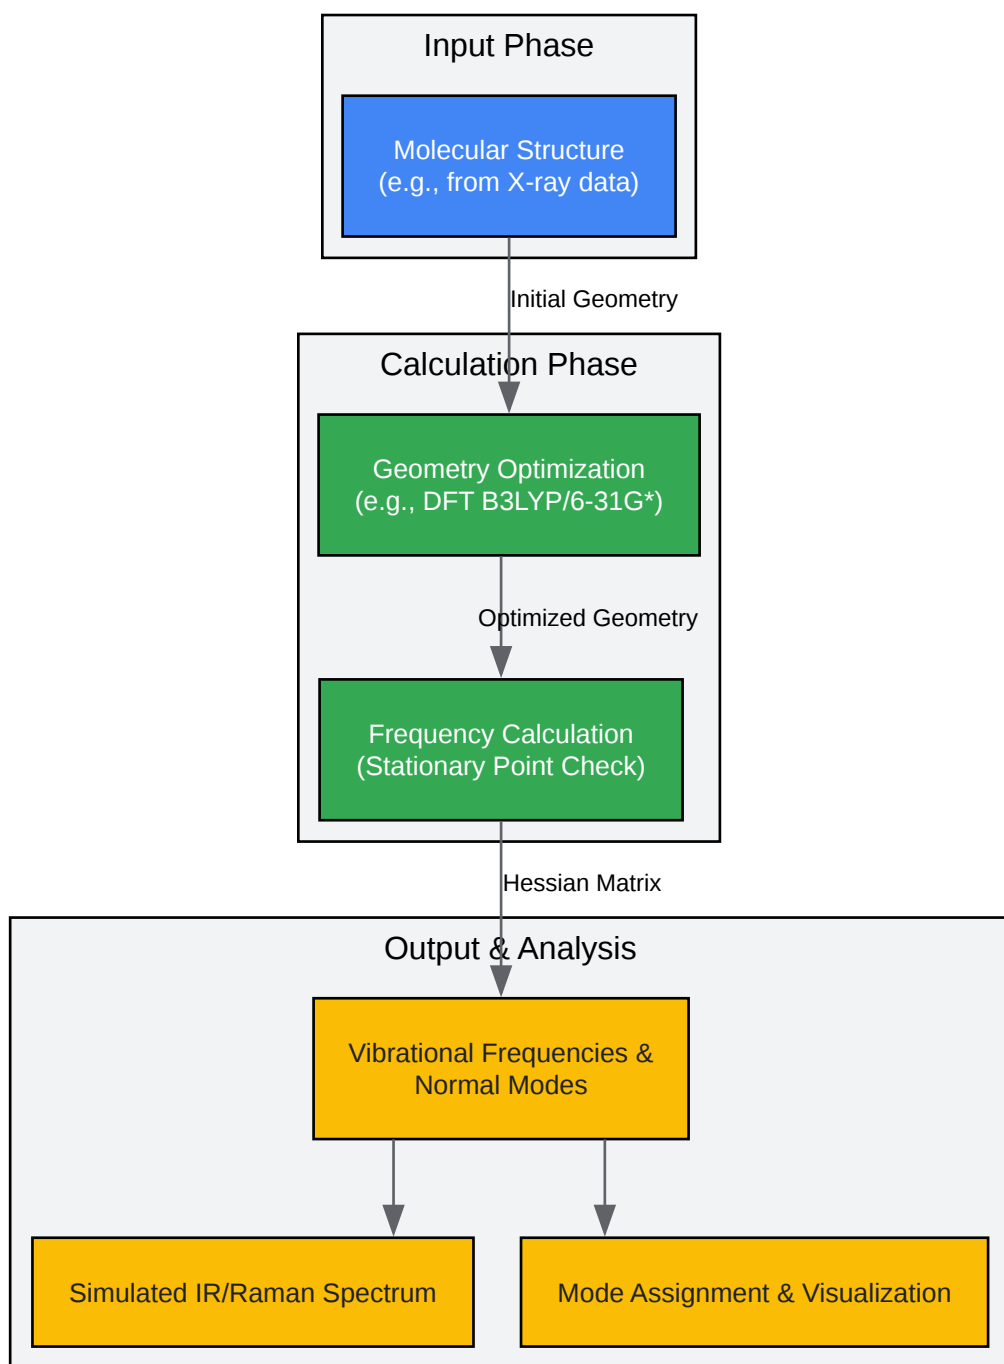 Input Phase
Molecular Structure
(e.g., from X-ray data)
Initial Geometry
Calculation Phase
Geometry Optimization
(e.g., DFT B3LYP/6-31G*)
Optimized Geometry
Frequency Calculation
(Stationary Point Check)
Hessian Matrix
Output & Analysis
Vibrational Frequencies &
Normal Modes
Simulated IR/Raman Spectrum
Mode Assignment & Visualization